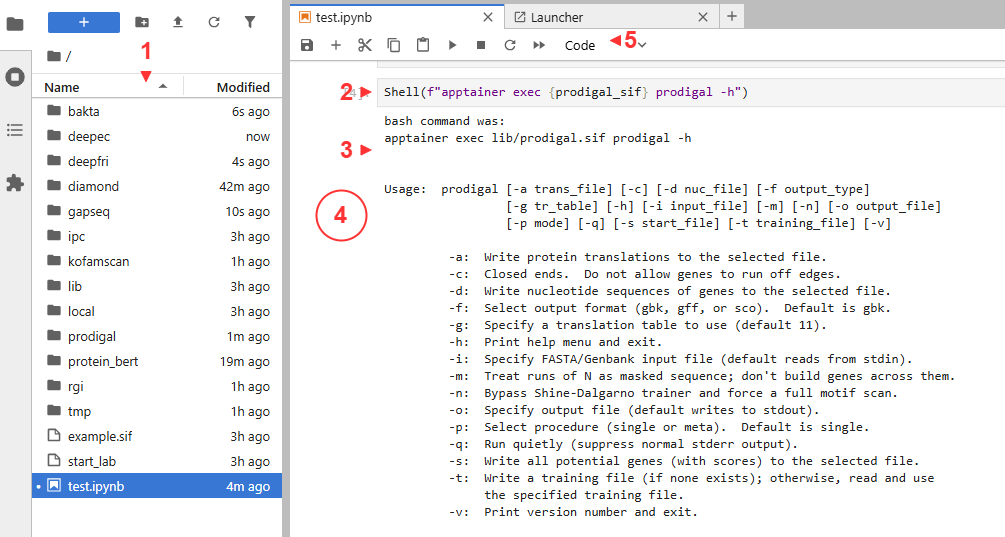 +
test.ipynb
Launcher
+
1
/
Code
5
Name
Modified
bakta 6s ago
deepec now
deepfri 4s ago
diamond 42m ago
gapseq 10s ago
ipc 3h ago
kofamscan 1h ago
lib 3h ago
local 3h ago
prodigal 1m ago
protein_bert 19m ago
rgi 1h ago
tmp 1h ago
example.sif 3h ago
start_lab 3h ago
test.ipynb 4m ago
2
Shell(f"apptainer exec {prodigal_sif} prodigal -h")
bash command was:
apptainer exec lib/prodigal.sif prodigal -h
3
4
Usage:  prodigal [-a trans_file] [-c] [-d nuc_file] [-f output_type]
[-g tr_table] [-h] [-i input_file] [-m] [-n] [-o output_file]
[-p mode] [-q] [-s start_file] [-t training_file] [-v]
-a:  Write protein translations to the selected file.
-c:  Closed ends.  Do not allow genes to run off edges.
-d:  Write nucleotide sequences of genes to the selected file.
-f:  Select output format (gbk, gff, or sco).  Default is gbk.
-g:  Specify a translation table to use (default 11).
-h:  Print help menu and exit.
-i:  Specify FASTA/Genbank input file (default reads from stdin).
-m:  Treat runs of N as masked sequence; don't build genes across them.
-n:  Bypass Shine-Dalgarno trainer and force a full motif scan.
-o:  Specify output file (default writes to stdout).
-p:  Select procedure (single or meta).  Default is single.
-q:  Run quietly (suppress normal stderr output).
-s:  Write all potential genes (with scores) to the selected file.
-t:  Write a training file (if none exists); otherwise, read and use
the specified training file.
-v:  Print version number and exit.